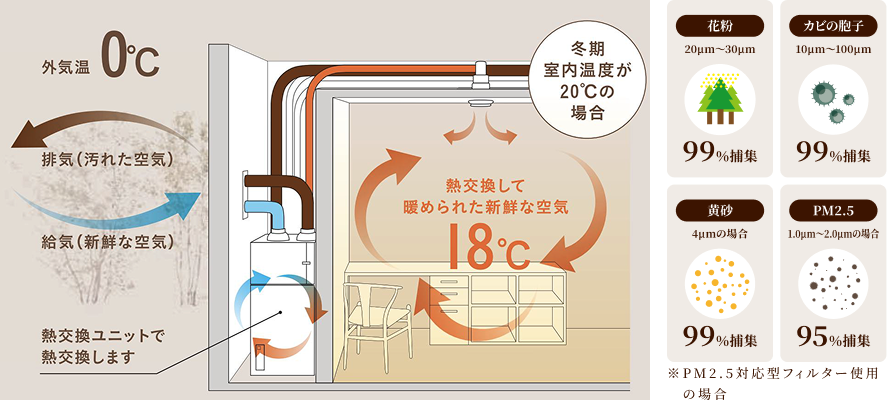 外気温 0℃
排気(汚れた空気)
給気(新鮮な空気)
熱交換ユニットで
熱交換します
冬期
室内温度が
20℃の
場合
熱交換して
暖められた新鮮な空気
18℃
花粉
20μm〜30μm
99%捕集
カビの胞子
10μm〜100μm
99%捕集
黄砂
4μmの場合
99%捕集
PM2.5
1.0μm〜2.0μmの場合
95%捕集
※PM2.5対応型フィルター使用
の場合